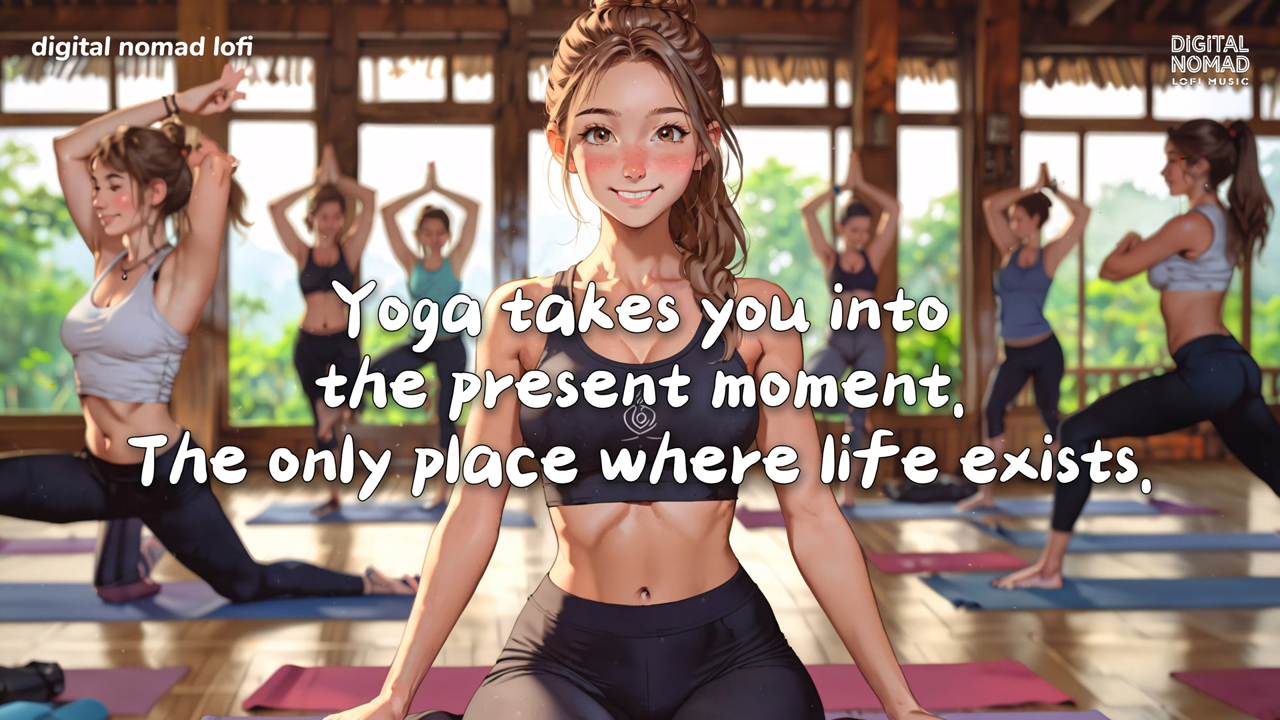 digital nomad lofi
DIGITAL
NOMAD
LOFI MUSIC
Yoga takes you into
the present moment.
The only place where life exists.